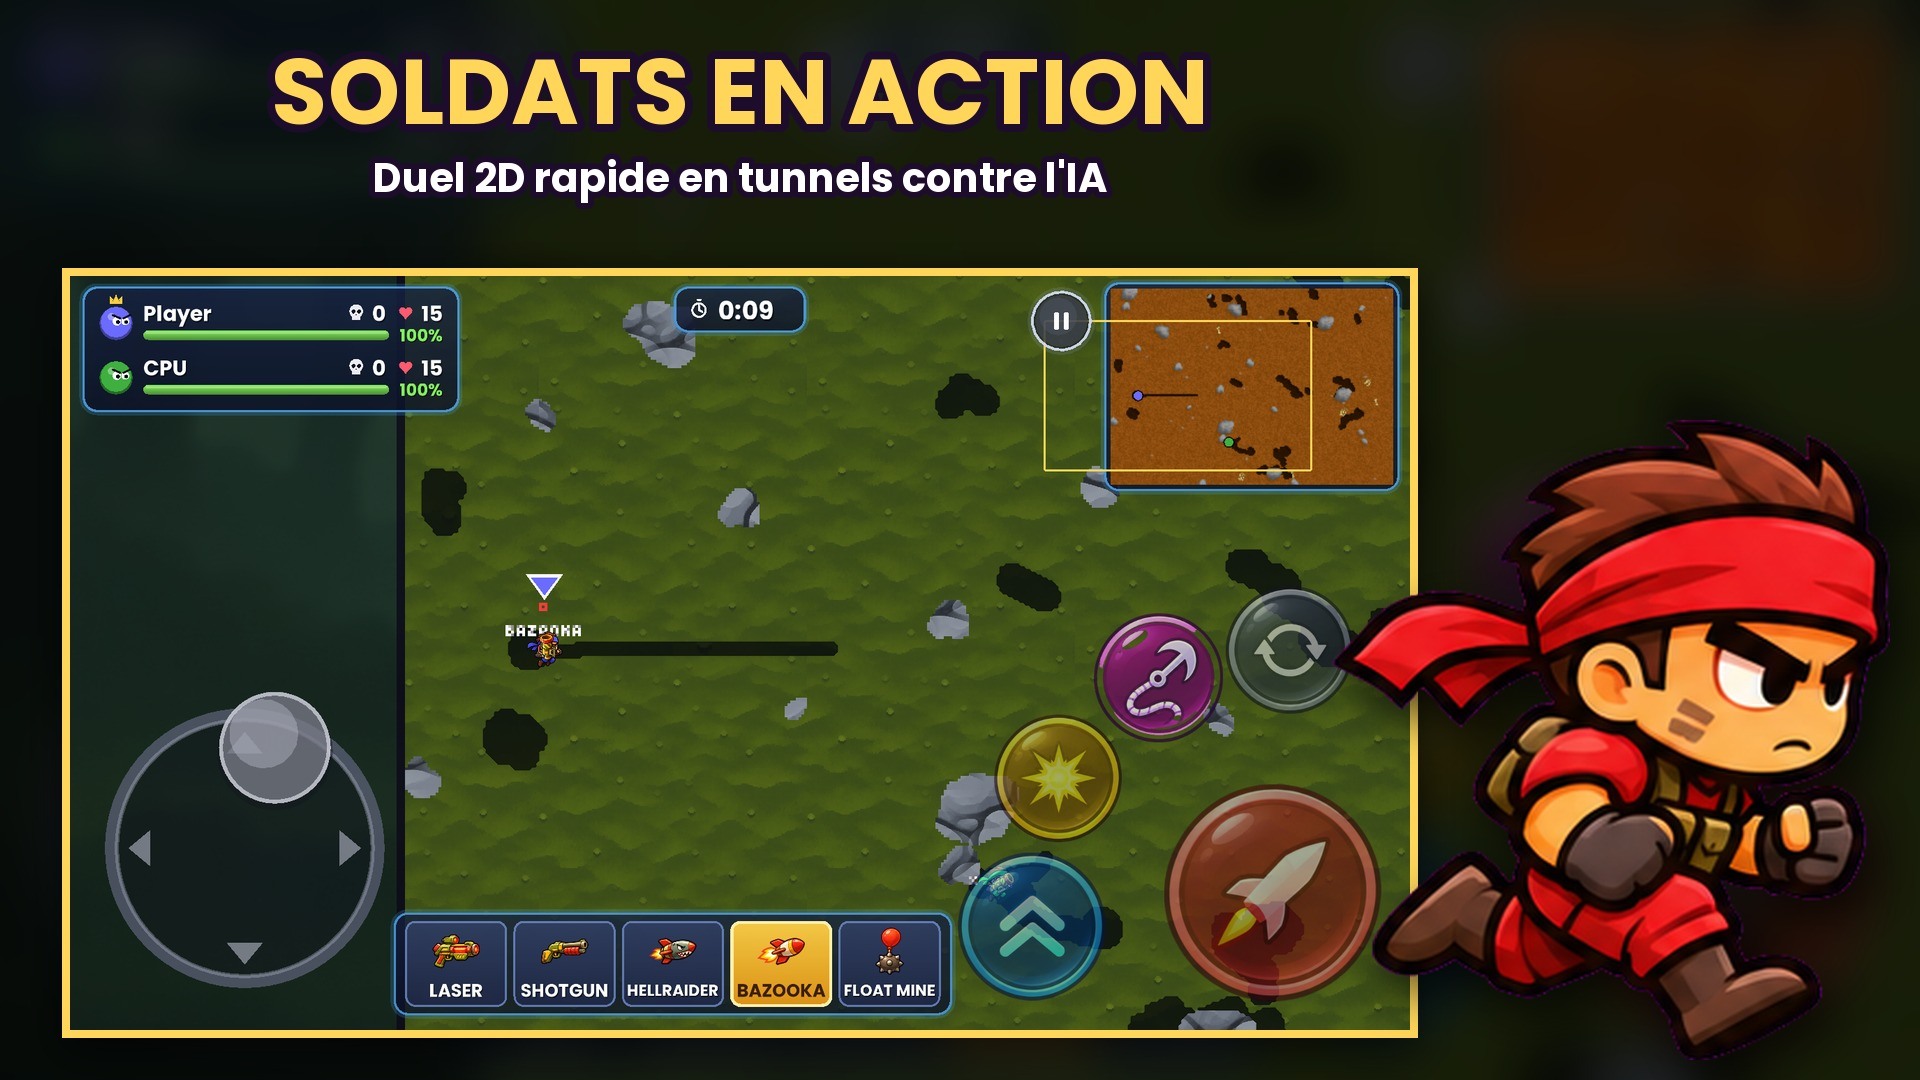 SOLDATS EN ACTION
Duel 2D rapide en tunnels contre l'IA
Player 0 15
100%
CPU 0 15
100%
0:09
BAZOOKA
LASER
SHOTGUN
HELLRAIDER
BAZOOKA
FLOAT MINE